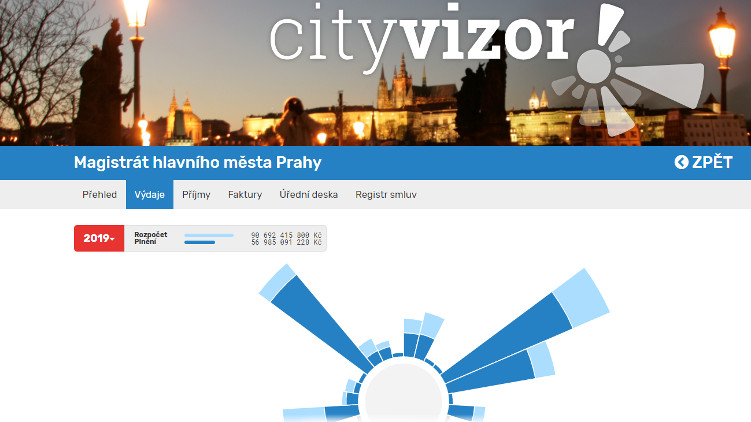 cityvizor
Magistrát hlavního města Prahy
ZPĚT
Přehled Výdaje Příjmy Faktury Úřední deska Registr smluv
2019
Rozpočet 90 692 415 800 Kč
Plnění 56 985 091 228 Kč